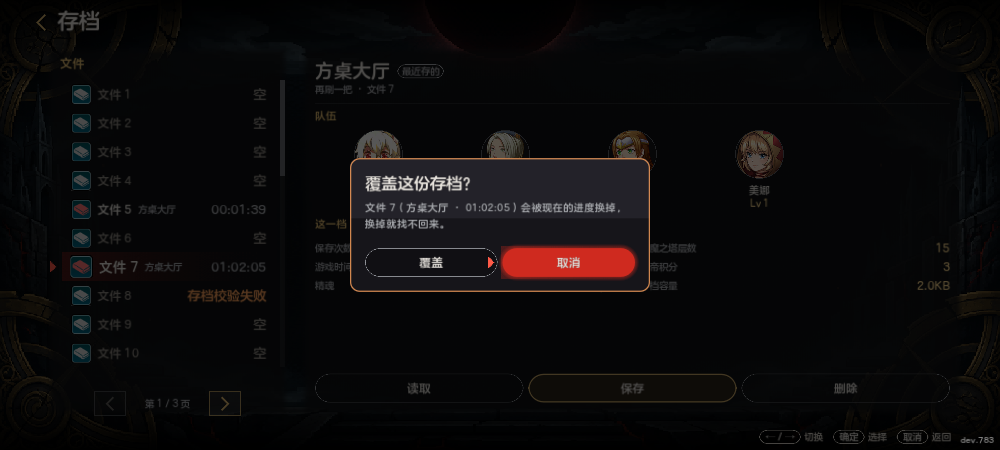 存档
文件
文件 1 空
文件 2 空
文件 3 空
文件 4 空
文件 5 方桌大厅 00:01:39
文件 6 空
文件 7 方桌大厅 01:02:05
文件 8 存档校验失败
文件 9 空
文件 10 空
第 1 / 3 页
方桌大厅 最近存的
再刷一把 · 文件 7
队伍
美娜
Lv 1
这一档
保存次数
15
游戏时间
积分
3
精魂
档容量
2.0KB
覆盖这份存档？
文件 7（方桌大厅 · 01:02:05）会被现在的进度换掉，
换掉就找不回来。
覆盖 取消
读取 保存 删除
←/→ 切换 确定 选择 取消 返回
dev.783